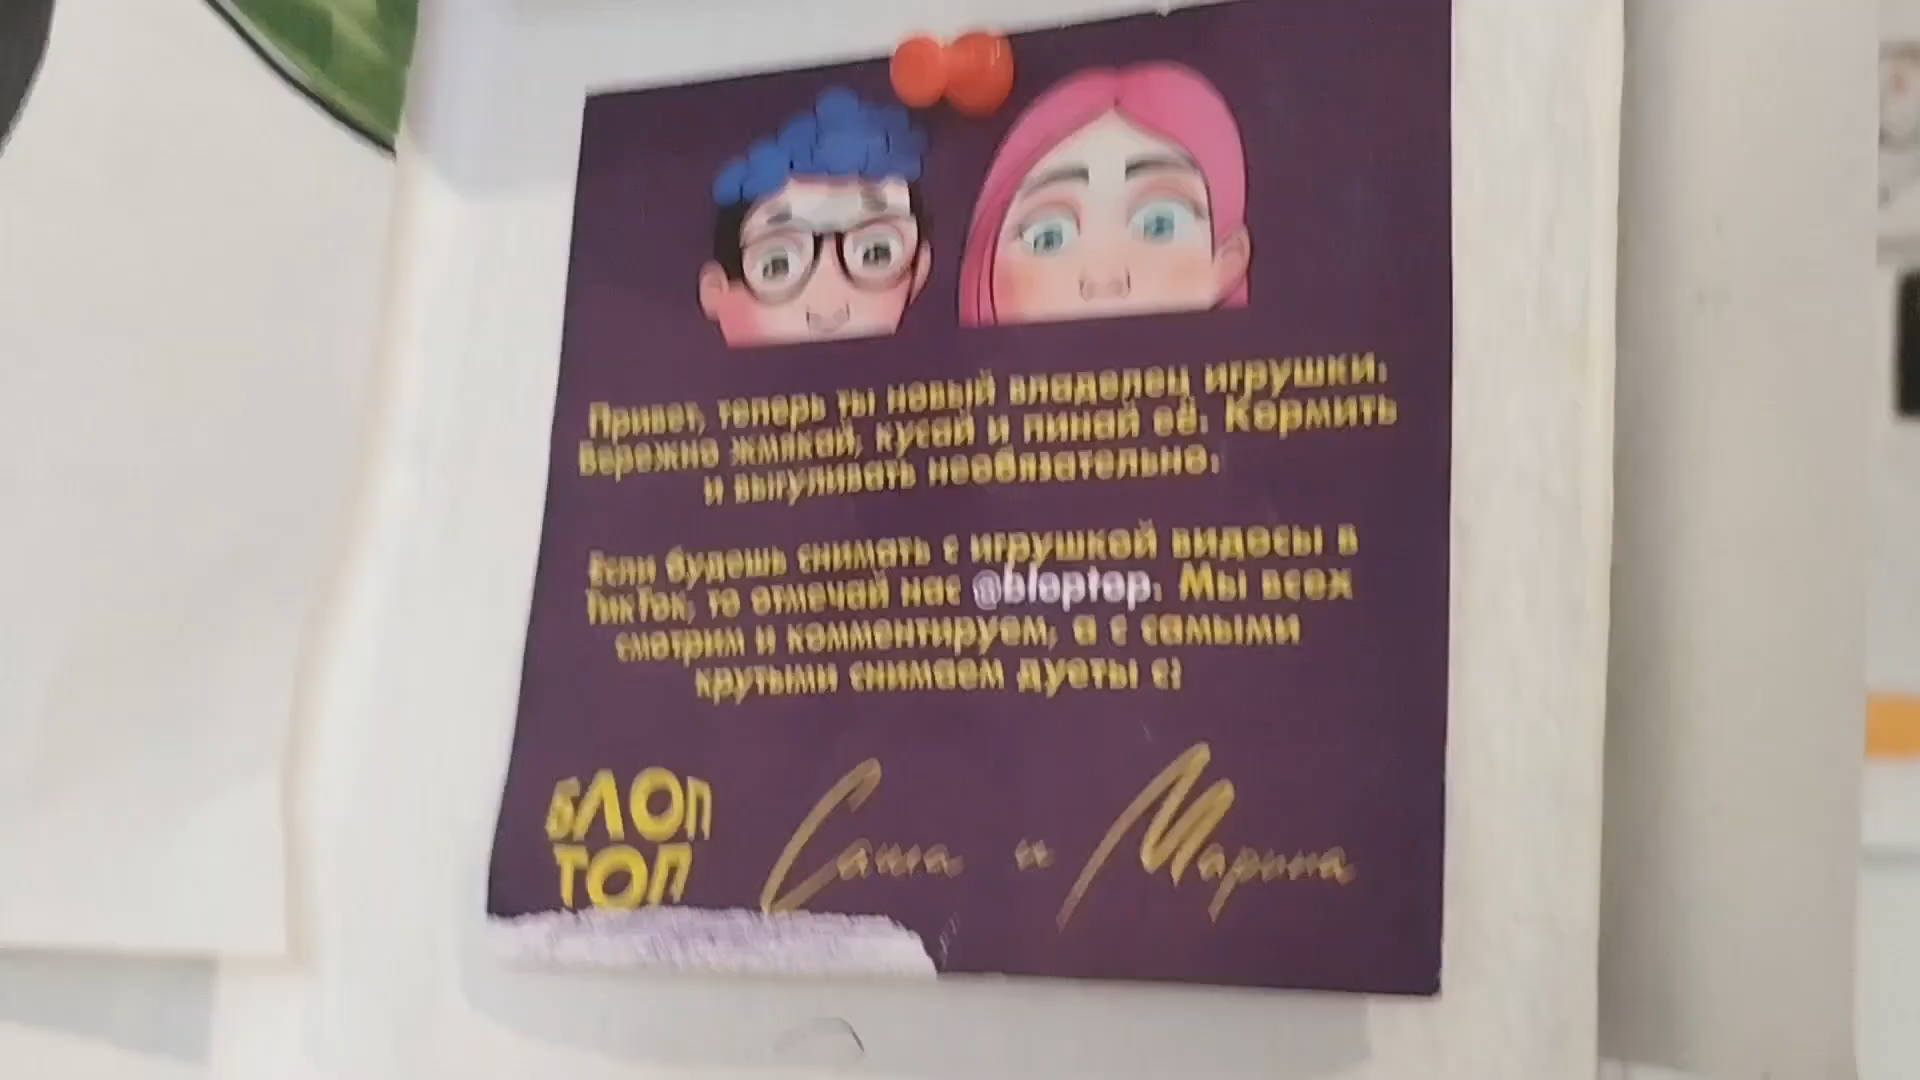 Привет, теперь ты новый владелец игрушки.
Бережно жмякай, кусай и пинай её. Кормить
и выгуливать необязательно.
Если будешь снимать с игрушкой видосы в
ТикТок, то отмечай нас @bloptop. Мы всех
смотрим и комментируем, а с самыми
крутыми снимаем дуеты с:
БЛОП
ТОП
Саша и Марина